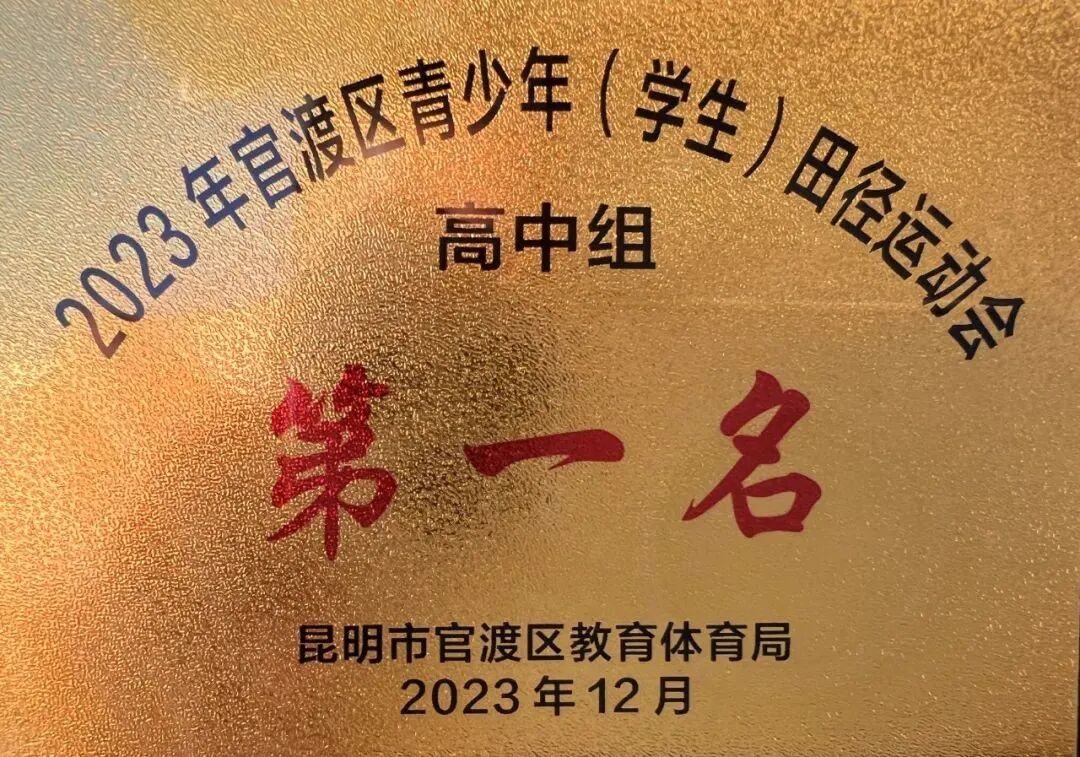 2023年官渡区青少年（学生）田径运动会
高中组
第一名
昆明市官渡区教育体育局
2023年12月